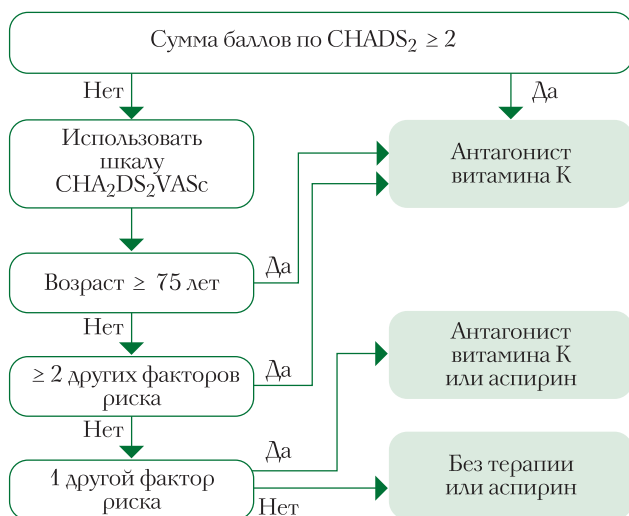 Сумма баллов по CHADS₂ ≥ 2
Нет
Да
Использовать
шкалу
CHA₂DS₂VASc
Антагонист
витамина К
Возраст ≥ 75 лет
Да
Нет
≥ 2 других факторов
риска
Да
Антагонист
витамина К
или аспирин
Нет
1 другой фактор
риска
Да
Нет
Без терапии
или аспирин